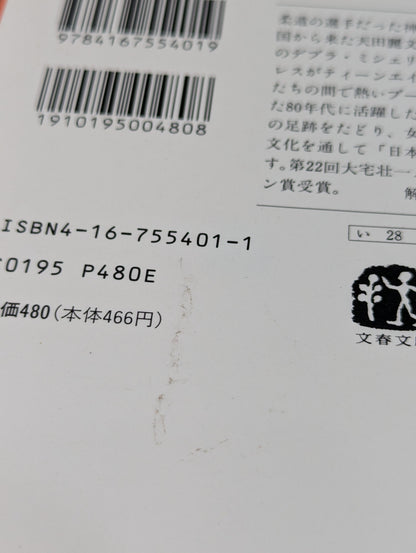 9784167554019
1910195004808
ISBN4-16-755401-1
C0195 P480E
価480(本体466円)
柔道の選手だった神
国から来た天田麗文
のデブラ・ミシェリ
レスがティーンエイ
たちの間で熱いブー
た80年代に活躍した
の足跡をたどり、女
文化を通して「日本
す。第22回大宅壮一
ン賞受賞。 解
い 28
文春文